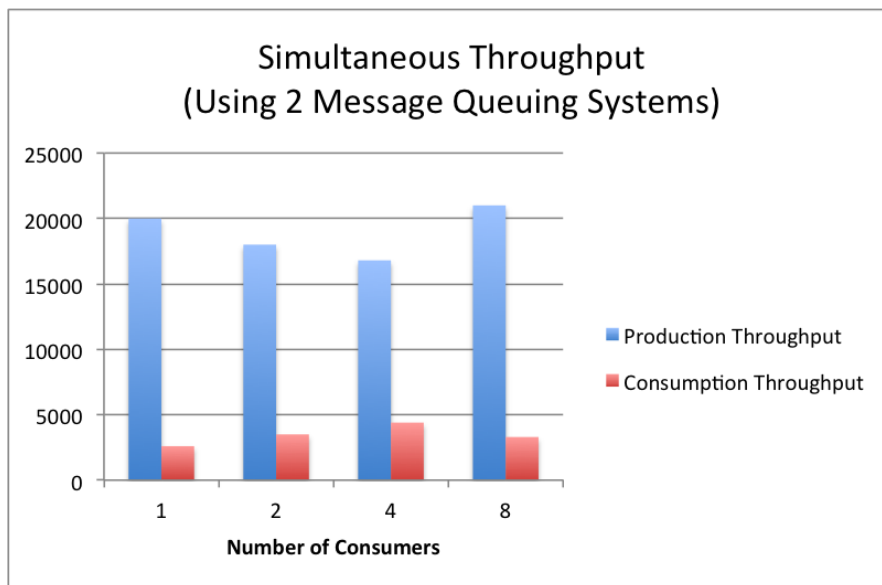 Simultaneous Throughput
(Using 2 Message Queuing Systems)
25000
20000
15000
10000
5000
0
1 2 4 8
Number of Consumers
Production Throughput
Consumption Throughput